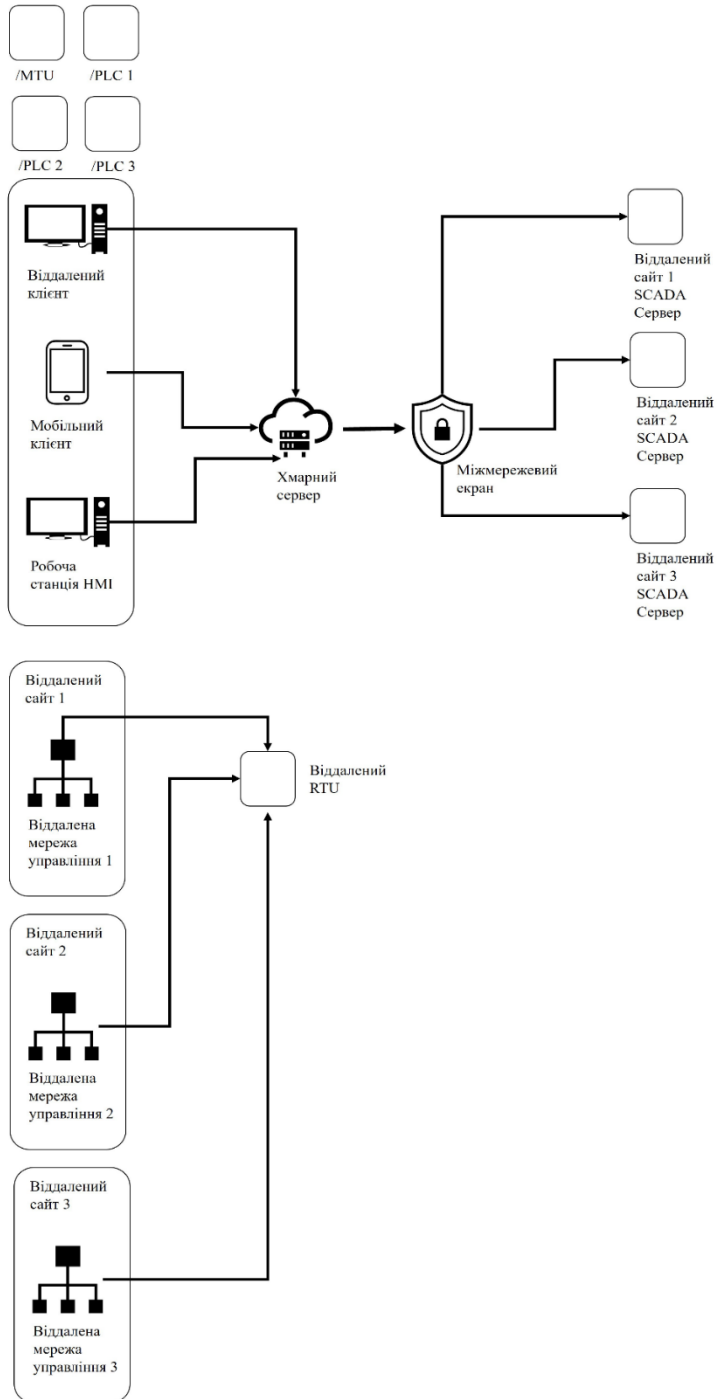 /MTU
/PLC 1
/PLC 2
/PLC 3
Віддалений
клієнт
Мобільний
клієнт
Робоча
станція HMI
Хмарний
сервер
Міжмережевий
екран
Віддалений
сайт 1
SCADA
Сервер
Віддалений
сайт 2
SCADA
Сервер
Віддалений
сайт 3
SCADA
Сервер
Віддалений
сайт 1
Віддалена
мережа
управління 1
Віддалений
RTU
Віддалений
сайт 2
Віддалена
мережа
управління 2
Віддалений
сайт 3
Віддалена
мережа
управління 3